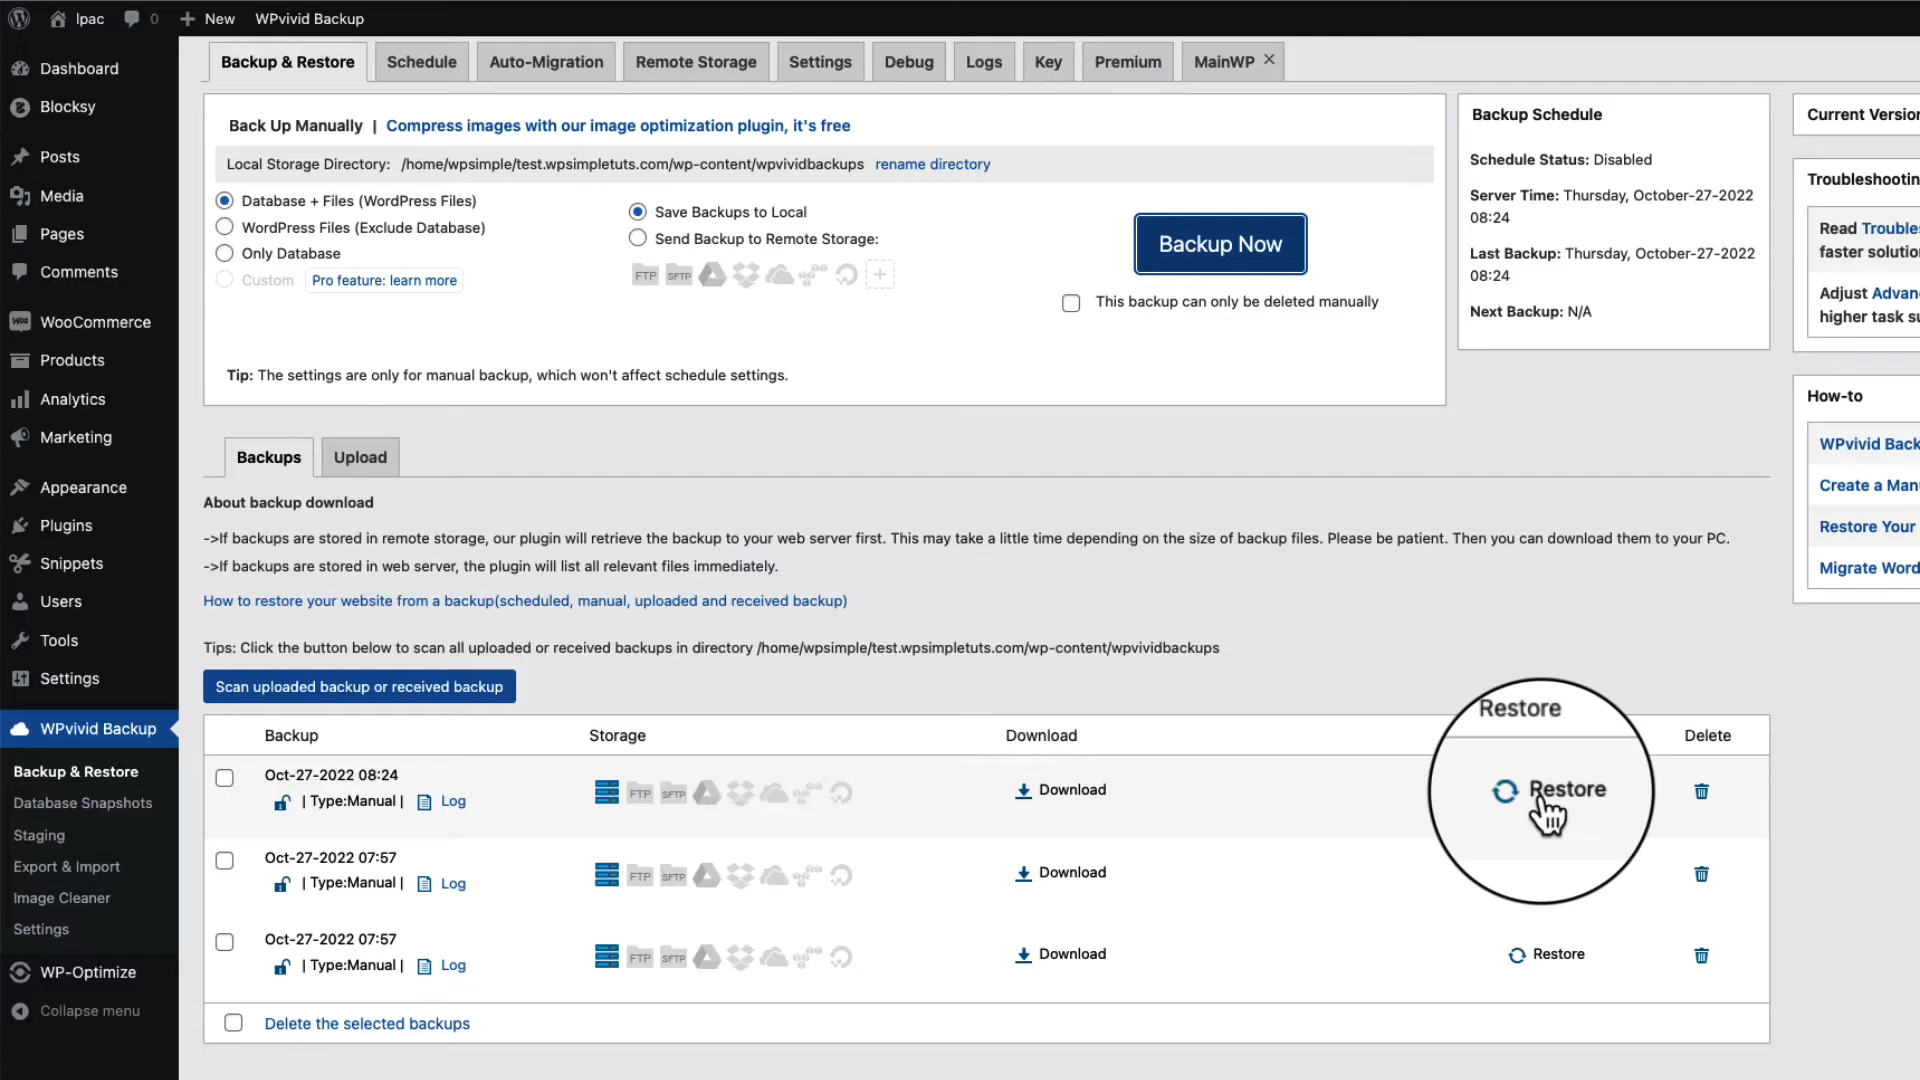 lpac 0 New WPvivid Backup
Dashboard
Blocksy
Posts
Media
Pages
Comments
WooCommerce
Products
Analytics
Marketing
Appearance
Plugins
Snippets
Users
Tools
Settings
WPvivid Backup
Backup & Restore
Database Snapshots
Staging
Export & Import
Image Cleaner
Settings
WP-Optimize
Collapse menu
Backup & Restore Schedule Auto-Migration Remote Storage Settings Debug Logs Key Premium MainWP ×
Back Up Manually | Compress images with our image optimization plugin, it's free
Local Storage Directory: /home/wpsimple/test.wpsimpletuts.com/wp-content/wpvividbackups rename directory
Database + Files (WordPress Files)
WordPress Files (Exclude Database)
Only Database
Custom Pro feature: learn more
Save Backups to Local
Send Backup to Remote Storage:
FTP SFTP
Backup Now
This backup can only be deleted manually
Tip: The settings are only for manual backup, which won't affect schedule settings.
Backup Schedule
Schedule Status: Disabled
Server Time: Thursday, October-27-2022
08:24
Last Backup: Thursday, October-27-2022
08:24
Next Backup: N/A
Current Version
Troubleshooting
Read Troubles
faster solution
Adjust Advan
higher task su
How-to
WPvivid Back
Create a Man
Restore Your
Migrate Word
Backups Upload
About backup download
->If backups are stored in remote storage, our plugin will retrieve the backup to your web server first. This may take a little time depending on the size of backup files. Please be patient. Then you can download them to your PC.
->If backups are stored in web server, the plugin will list all relevant files immediately.
How to restore your website from a backup(scheduled, manual, uploaded and received backup)
Tips: Click the button below to scan all uploaded or received backups in directory /home/wpsimple/test.wpsimpletuts.com/wp-content/wpvividbackups
Scan uploaded backup or received backup
Backup Storage Download Restore Delete
Oct-27-2022 08:24
| Type:Manual | Log FTP SFTP Download Restore
Oct-27-2022 07:57
| Type:Manual | Log FTP SFTP Download
Oct-27-2022 07:57
| Type:Manual | Log FTP SFTP Download Restore
Delete the selected backups